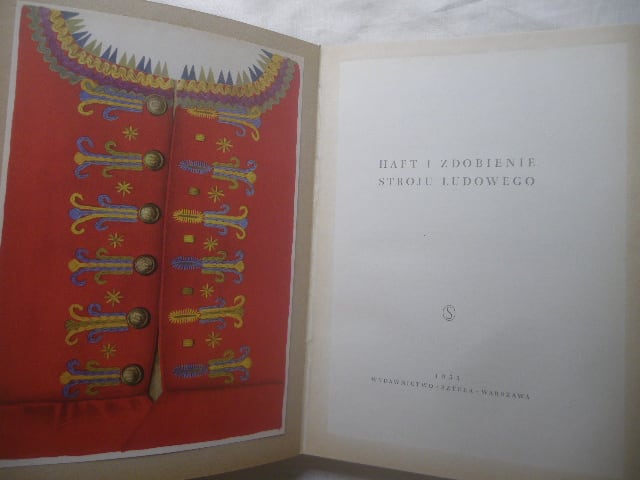 HAFT I ZDOBIENIE
STROJU LUDOWEGO
S
WYDAWNICTWO · SZTUKA · WARSZAWA